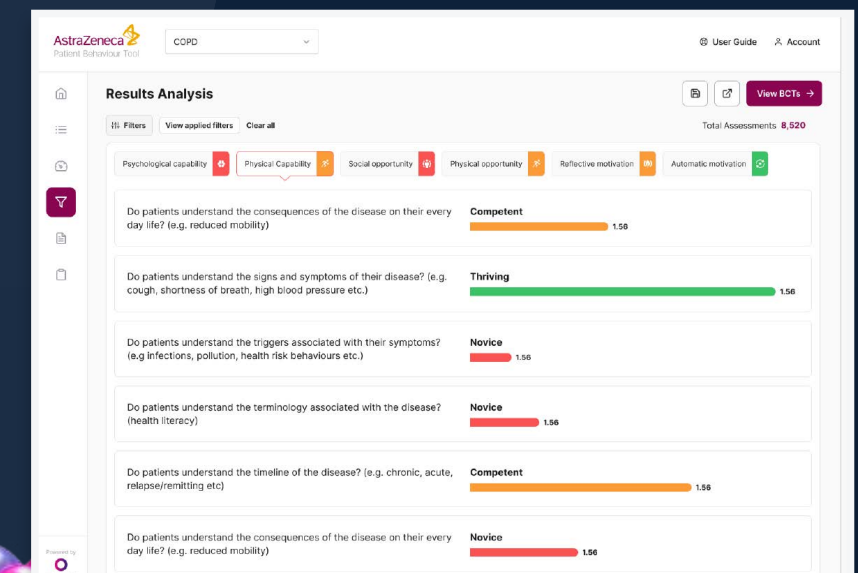 AstraZeneca
Patient Behaviour Tool
COPD
User Guide
Account
Results Analysis
View BCTs →
Filters
View applied filters
Clear all
Total Assessments 8,520
Psychological capability
Physical Capability
Social opportunity
Physical opportunity
Reflective motivation
Automatic motivation
Do patients understand the consequences of the disease on their every
day life? (e.g. reduced mobility)
Competent
1.56
Do patients understand the signs and symptoms of their disease? (e.g.
cough, shortness of breath, high blood pressure etc.)
Thriving
1.56
Do patients understand the triggers associated with their symptoms?
(e.g infections, pollution, health risk behaviours etc.)
Novice
1.56
Do patients understand the terminology associated with the disease?
(health literacy)
Novice
1.56
Do patients understand the timeline of the disease? (e.g. chronic, acute,
relapse/remitting etc)
Competent
1.56
Do patients understand the consequences of the disease on their every
day life? (e.g. reduced mobility)
Novice
1.56
Powered by